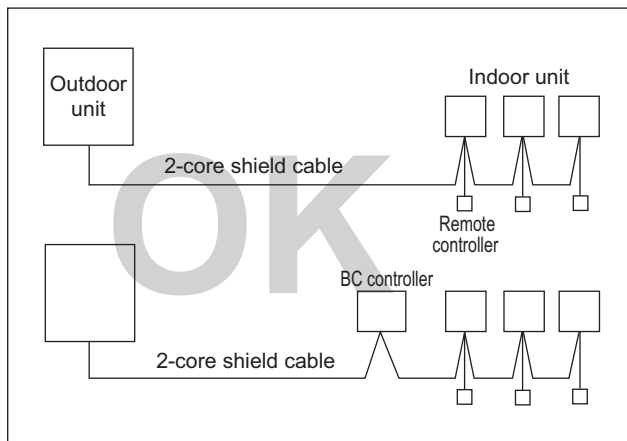 Outdoor
unit
Indoor unit
2-core shield cable
OK
Remote
controller
BC controller
2-core shield cable